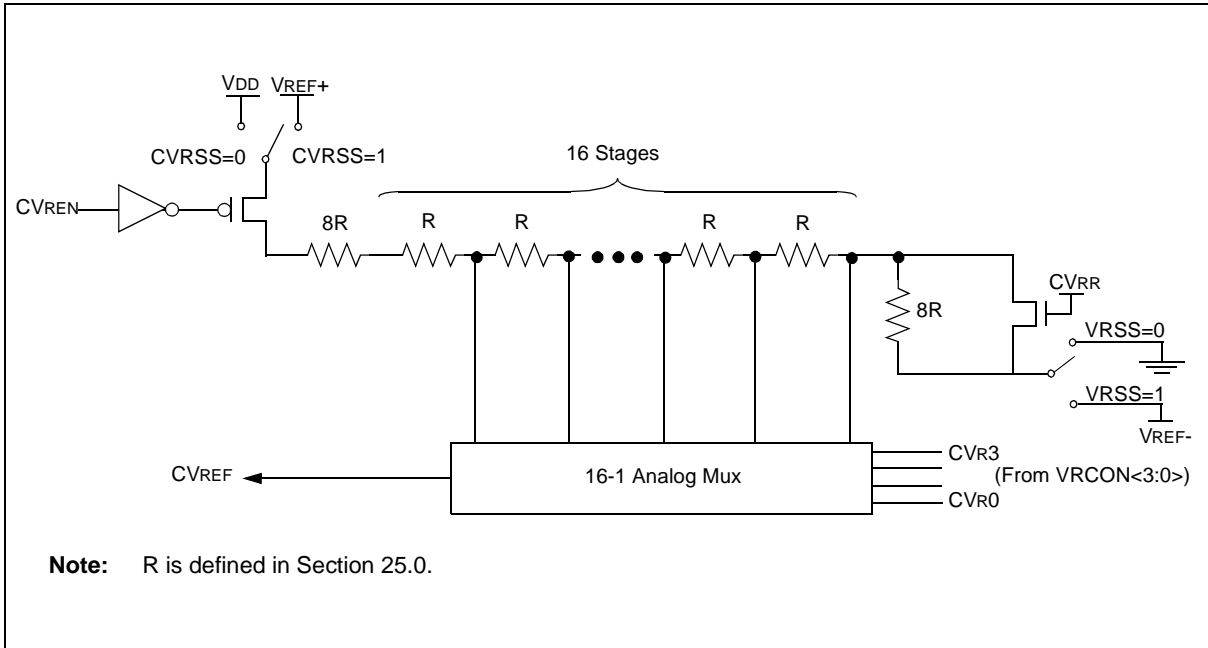 VDD VREF+
CVRSS=0 CVRSS=1
16 Stages
CVREN
8R R R R R
CVRR
8R
VRSS=0
VRSS=1
VREF-
CVREF
16-1 Analog Mux
CVR3
(From VRCON<3:0>)
CVR0
Note: R is defined in Section 25.0.